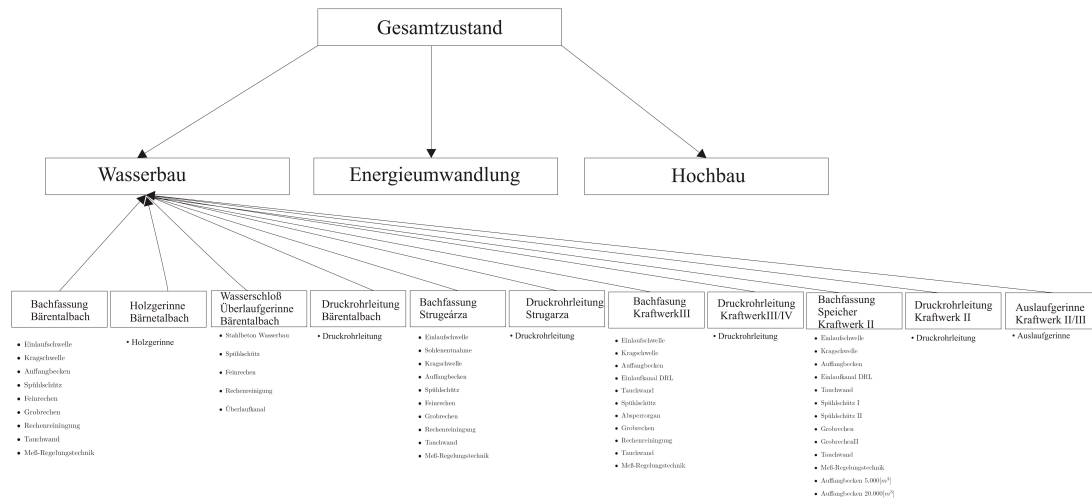 Gesamtzustand
Wasserbau
Energieumwandlung
Hochbau
Bachfassung
Bärentalbach
• Einlaufschwelle
• Kragschwelle
• Auffangbecken
• Spühlschütz
• Feinrechen
• Grobrechen
• Rechenreiningung
• Tauchwand
• Meß-Regelungstechnik
Holzgerinne
Bärnetalbach
• Holzgerinne
Wasserschloß
Überlaufgerinne
Bärentalbach
• Stahlbeton Wasserbau
• Spühlschütz
• Feinrechen
• Rechenreinigung
• Überlaufkanal
Druckrohrleitung
Bärentalbach
• Druckrohrleitung
Bachfassung
Strugeárza
• Einlaufschwelle
• Sohlenentnahme
• Kragschwelle
• Auffangbecken
• Spühlschütz
• Feinrechen
• Grobrechen
• Rechenreiningung
• Tauchwand
• Meß-Regelungstechnik
Druckrohrleitung
Strugarza
• Druckrohrleitung
Bachfasung
KraftwerkIII
• Einlaufschwelle
• Kragschwelle
• Auffangbecken
• Einlaufkanal DRL
• Tauchwand
• Spühlschütz
• Absperrorgan
• Grobrechen
• Rechenreiningung
• Tauchwand
• Meß-Regelungstechnik
Druckrohrleitung
KraftwerkIII/IV
• Druckrohrleitung
Bachfassung
Speicher
Kraftwerk II
• Einlaufschwelle
• Kragschwelle
• Auffangbecken
• Einlaufkanal DRL
• Tauchwand
• Spühlschütz I
• Spühlschütz II
• Grobrechen
• GrobrechenII
• Tauchwand
• Meß-Regelungstechnik
• Auffangbecken 5.000[m³]
• Auffangbecken 20.000[m³]
Druckrohrleitung
Kraftwerk II
• Druckrohrleitung
Auslaufgerinne
Kraftwerk II/III
• Auslaufgerinne